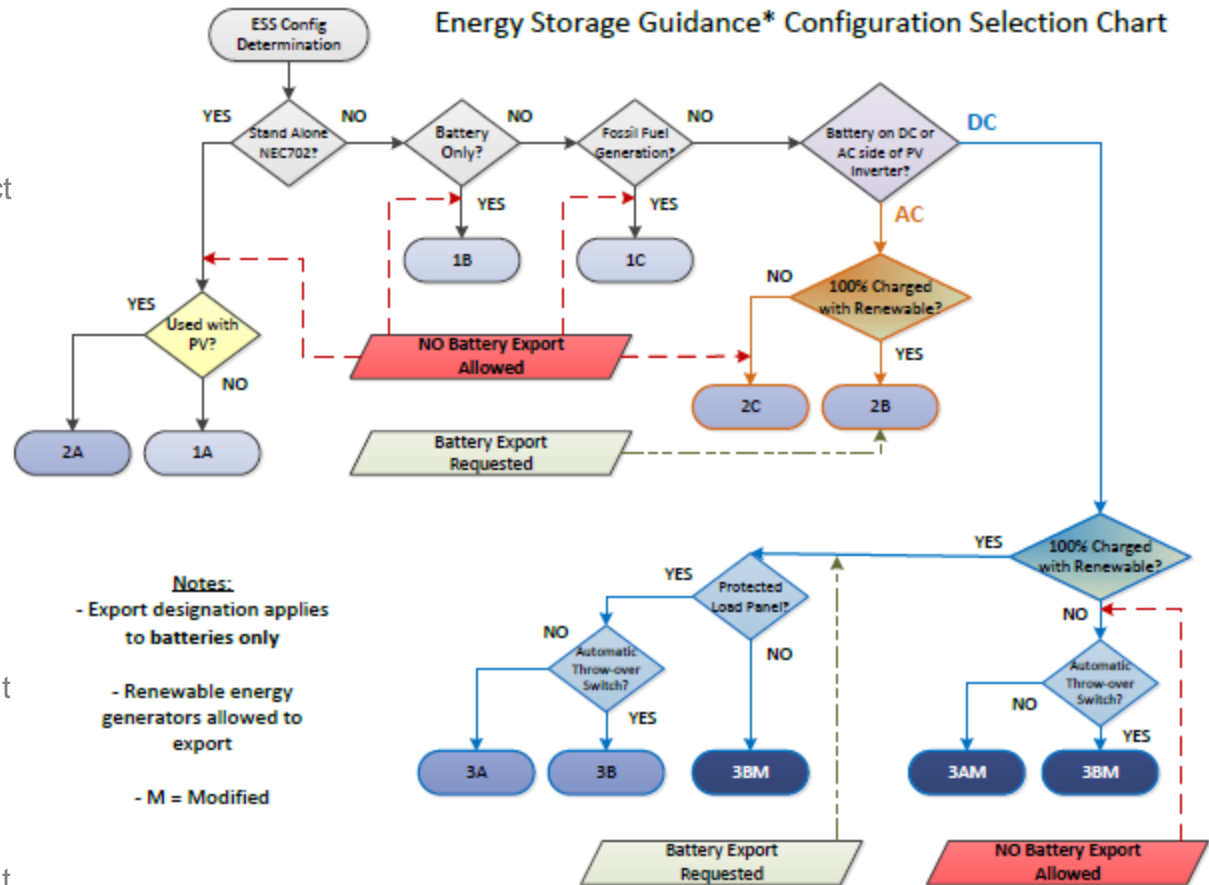 Energy Storage Guidance* Configuration Selection Chart
ESS Config
Determination
YES
NO
NO
NO
DC
Stand Alone
NEC702?
Battery
Only?
Fossil Fuel
Generation?
Battery on DC or
AC side of PV
Inverter?
ct
YES
YES
AC
1B
1C
NO
100% Charged
with Renewable?
YES
YES
Used with
PV?
NO
NO Battery Export
Allowed
2C
2B
2A
1A
Battery Export
Requested
YES
100% Charged
with Renewable?
NO
Notes:
- Export designation applies
to batteries only
- Renewable energy
generators allowed to
export
- M = Modified
YES
Protected
Load Panel?
NO
NO
Automatic
Throw-over
Switch?
YES
Automatic
Throw-over
Switch?
NO
YES
t
3A
3B
3BM
3AM
3BM
Battery Export
Requested
NO Battery Export
Allowed
t